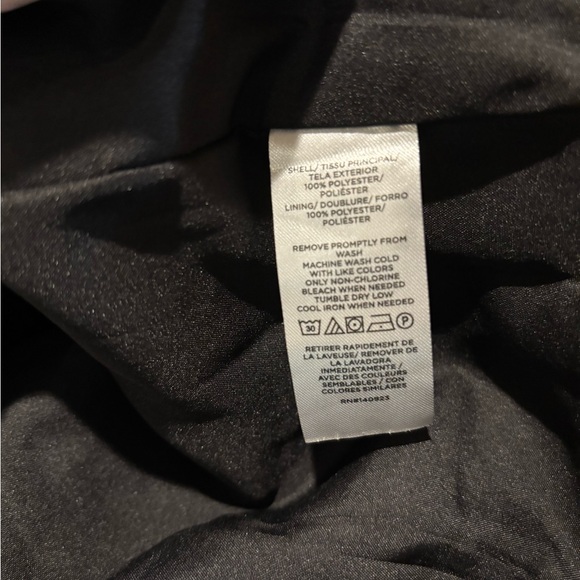 SHELL/ TISSU PRINCIPAL/
TELA EXTERIOR
100% POLYESTER/
POLIÉSTER
LINING/ DOUBLURE/ FORRO
100% POLYESTER/
POLIÉSTER
REMOVE PROMPTLY FROM
WASH
MACHINE WASH COLD
WITH LIKE COLORS
ONLY NON-CHLORINE
BLEACH WHEN NEEDED
TUMBLE DRY LOW
COOL IRON WHEN NEEDED
30 P
RETIRER RAPIDEMENT DE
LA LAVEUSE/ REMOVER DE
LA LAVADORA
INMEDIATAMENTE /
AVEC DES COULEURS
SEMBLABLES / CON
COLORES SIMILARES
RN#140923